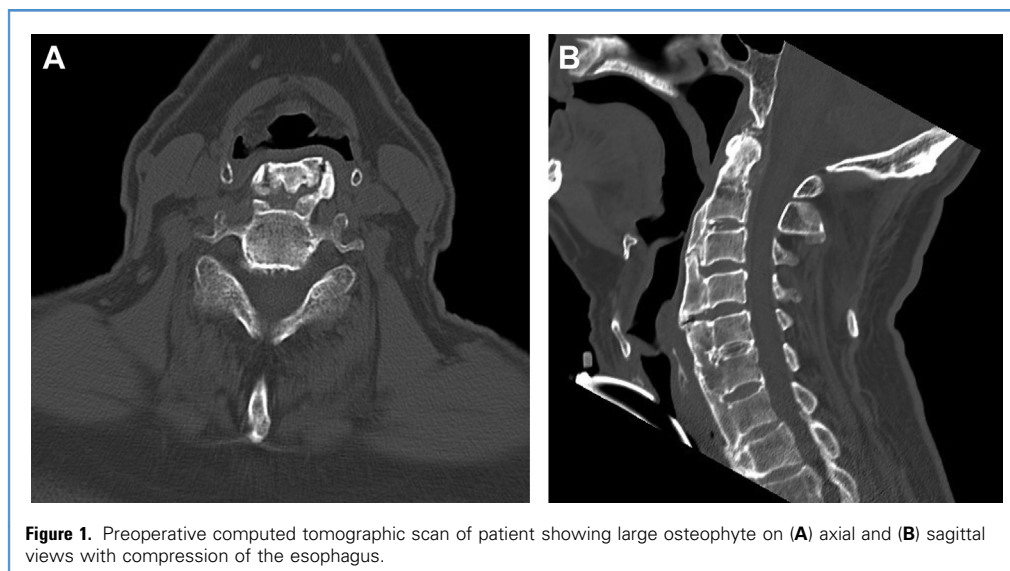 A
B
Figure 1. Preoperative computed tomographic scan of patient showing large osteophyte on (A) axial and (B) sagittal
views with compression of the esophagus.